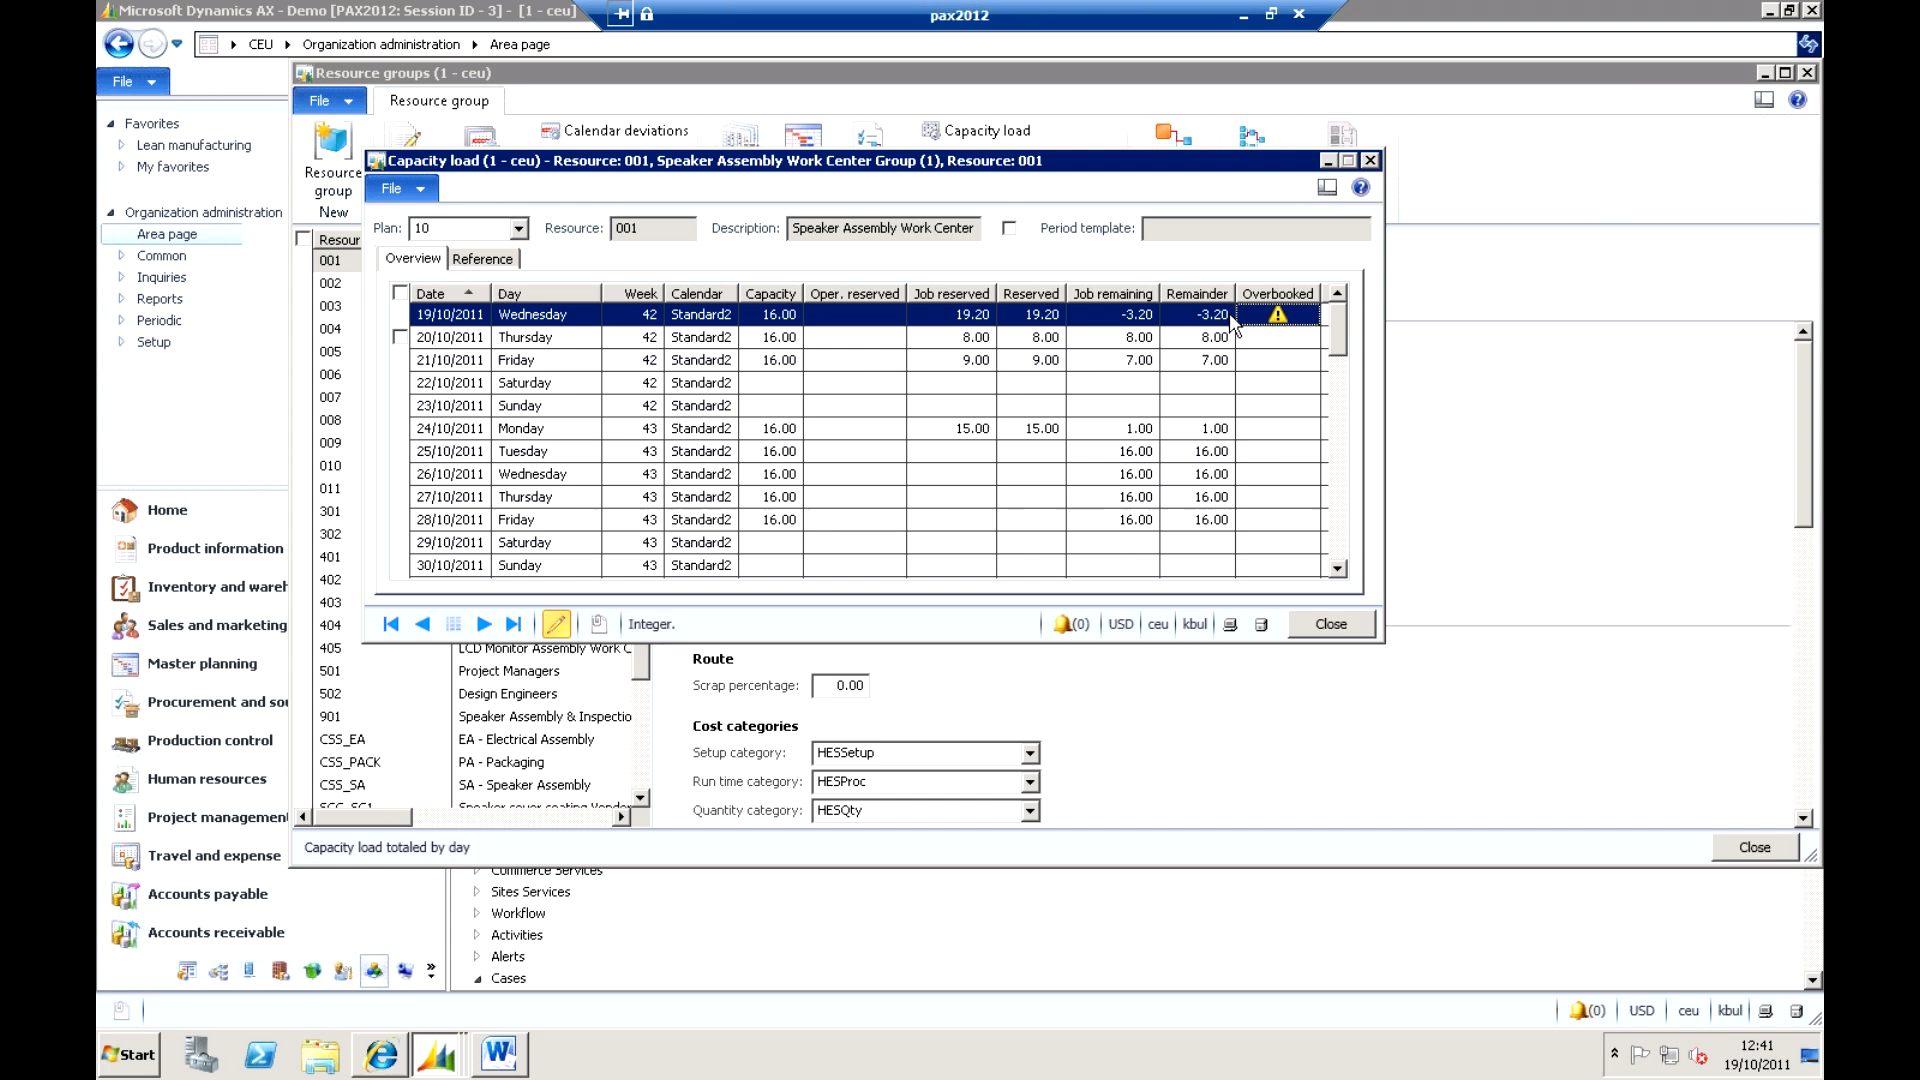 Microsoft Dynamics AX - Demo [PAX2012: Session ID - 3] - [1 - ceu]
pax2012
CEU Organization administration Area page
File
Resource groups (1 - ceu)
File Resource group
Favorites
Lean manufacturing
My favorites
Organization administration
Area page
Common
Inquiries
Reports
Periodic
Setup
Calendar deviations
Capacity load
Resource
group
New
Capacity load (1 - ceu) - Resource: 001, Speaker Assembly Work Center Group (1), Resource: 001
File
Plan: 10 Resource: 001 Description: Speaker Assembly Work Center Period template:
Overview Reference
Date Day Week Calendar Capacity Oper. reserved Job reserved Reserved Job remaining Remainder Overbooked
19/10/2011 Wednesday 42 Standard2 16.00 19.20 19.20 -3.20 -3.20
20/10/2011 Thursday 42 Standard2 16.00 8.00 8.00 8.00 8.00
21/10/2011 Friday 42 Standard2 16.00 9.00 9.00 7.00 7.00
22/10/2011 Saturday 42 Standard2
23/10/2011 Sunday 42 Standard2
24/10/2011 Monday 43 Standard2 16.00 15.00 15.00 1.00 1.00
25/10/2011 Tuesday 43 Standard2 16.00 16.00 16.00
26/10/2011 Wednesday 43 Standard2 16.00 16.00 16.00
27/10/2011 Thursday 43 Standard2 16.00 16.00 16.00
28/10/2011 Friday 43 Standard2 16.00 16.00 16.00
29/10/2011 Saturday 43 Standard2
30/10/2011 Sunday 43 Standard2
Integer. (0) USD ceu kbul Close
Resour
001
002
003
004
005
006
007
008
009
010
011
301
302
401
402
403
404
405 LCD Monitor Assembly Work C
501 Project Managers
502 Design Engineers
901 Speaker Assembly & Inspectio
CSS_EA EA - Electrical Assembly
CSS_PACK PA - Packaging
CSS_SA SA - Speaker Assembly
Route
Scrap percentage: 0.00
Cost categories
Setup category: HESSetup
Run time category: HESProc
Quantity category: HESQty
Capacity load totaled by day
Close
Home
Product information
Inventory and wareh
Sales and marketing
Master planning
Procurement and sou
Production control
Human resources
Project management
Travel and expense
Accounts payable
Accounts receivable
Commerce Services
Sites Services
Workflow
Activities
Alerts
Cases
(0) USD ceu kbul
Start
12:41
19/10/2011